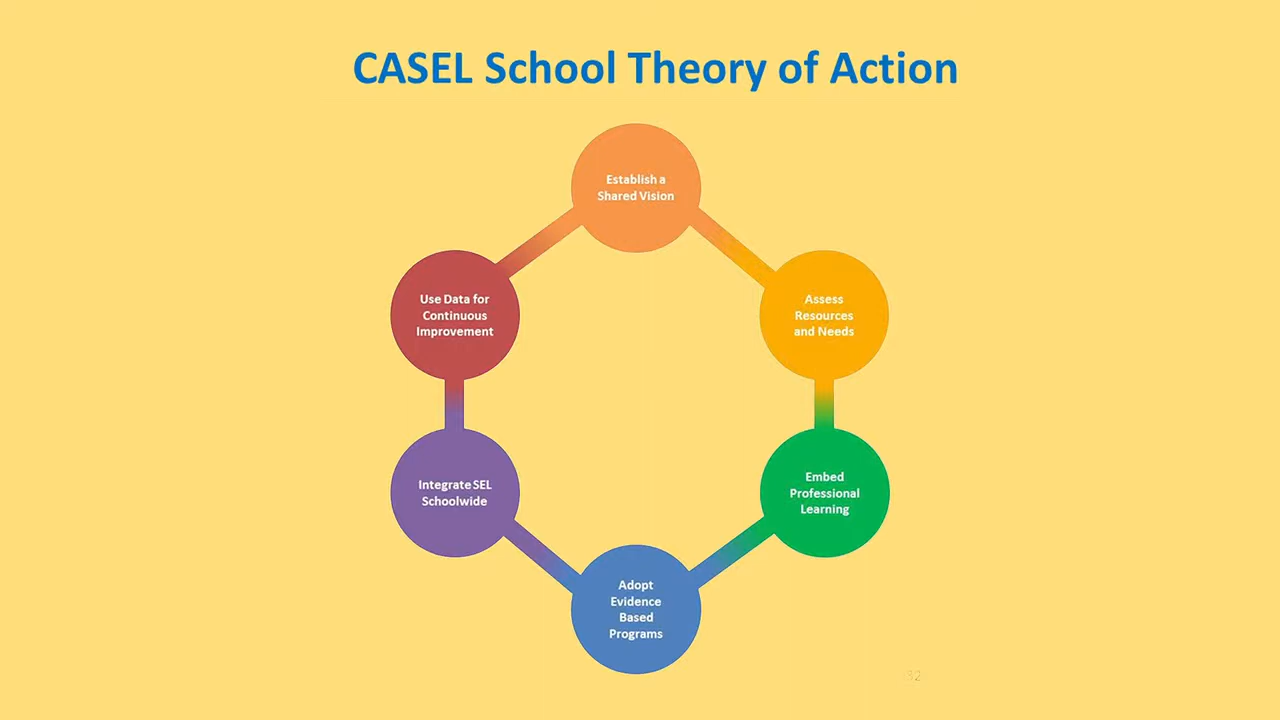 CASEL School Theory of Action
Establish a
Shared Vision
Assess
Resources
and Needs
Embed
Professional
Learning
Adopt
Evidence
Based
Programs
Integrate SEL
Schoolwide
Use Data for
Continuous
Improvement
32